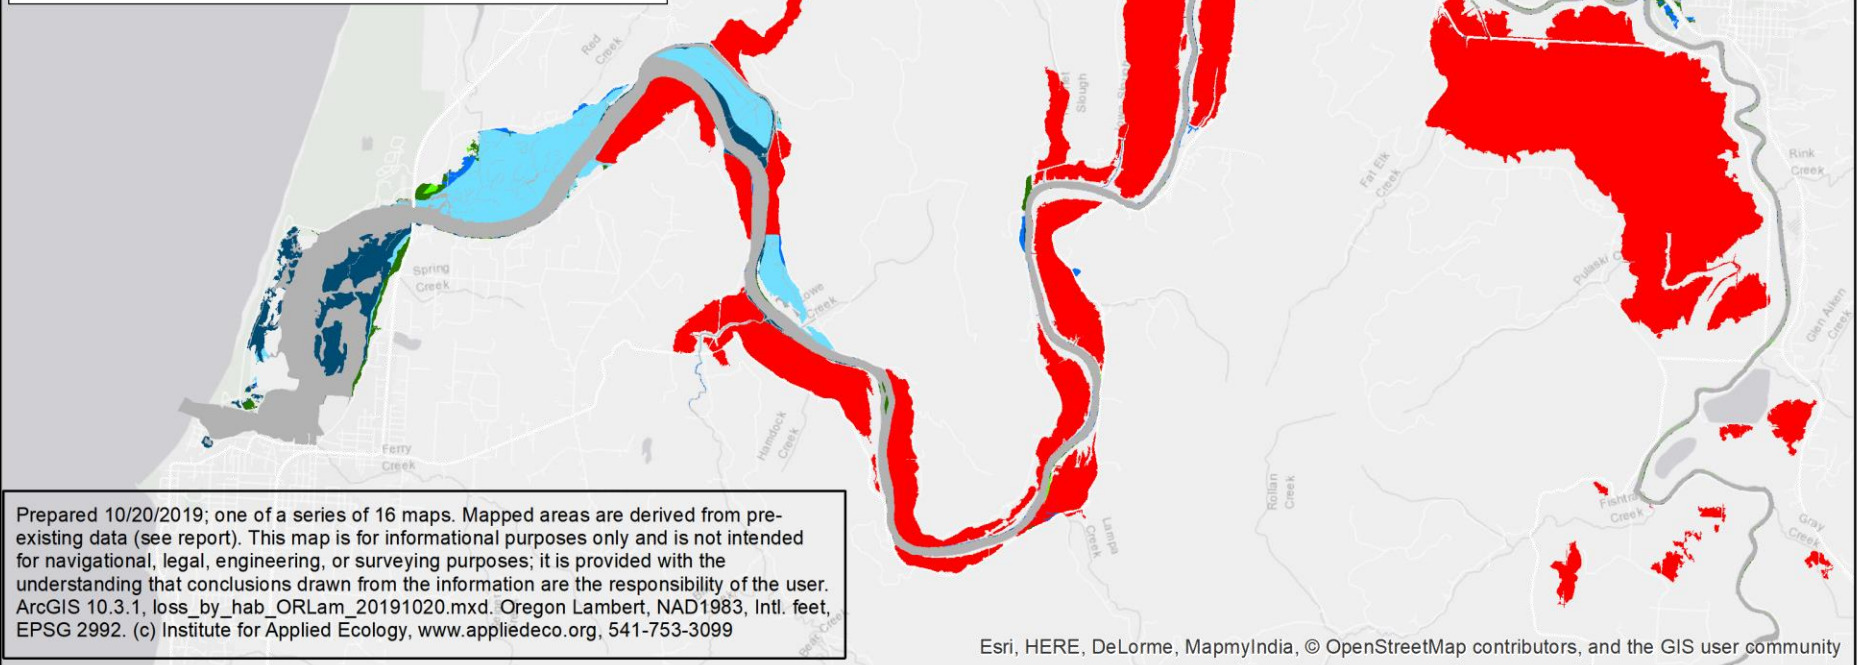 Red
Creek
Slough
Fat Elk
Creek
Rink
Creek
Spring
Creek
Lowe
Creek
Pulaski C
Glen Aiken
Creek
Hamdock
Creek
Ferry
Creek
Rollan
Creek
Fishtrap
Creek
Lampa
Creek
Gray
Creek
Prepared 10/20/2019; one of a series of 16 maps. Mapped areas are derived from pre-
existing data (see report). This map is for informational purposes only and is not intended
for navigational, legal, engineering, or surveying purposes; it is provided with the
understanding that conclusions drawn from the information are the responsibility of the user.
ArcGIS 10.3.1, loss_by_hab_ORLam_20191020.mxd. Oregon Lambert, NAD1983, Intl. feet,
EPSG 2992. (c) Institute for Applied Ecology, www.appliedeco.org, 541-753-3099
Esri, HERE, DeLorme, MapmyIndia, © OpenStreetMap contributors, and the GIS user community